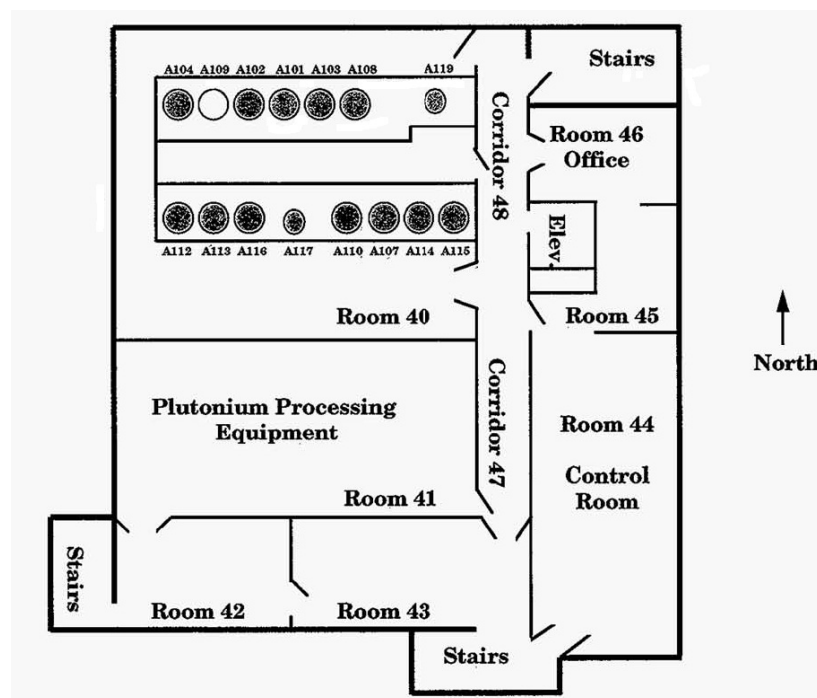 A104 A109 A102 A101 A103 A108 A119
Stairs
Corridor 48
Room 46
Office
Elev.
A112 A113 A116 A117 A110 A107 A114 A115
Room 40
Room 45
North
Plutonium Processing
Equipment
Corridor 47
Room 44
Control
Room
Room 41
Stairs
Room 42
Room 43
Stairs